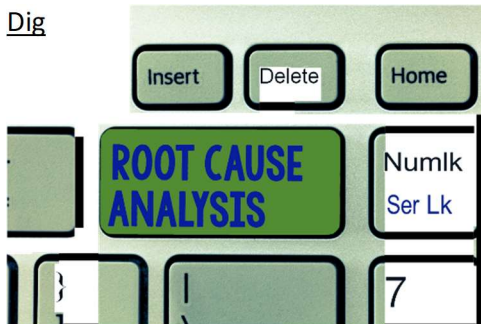 Dig
Insert Delete Home
ROOT CAUSE Numlk
ANALYSIS Ser Lk
}
| 7